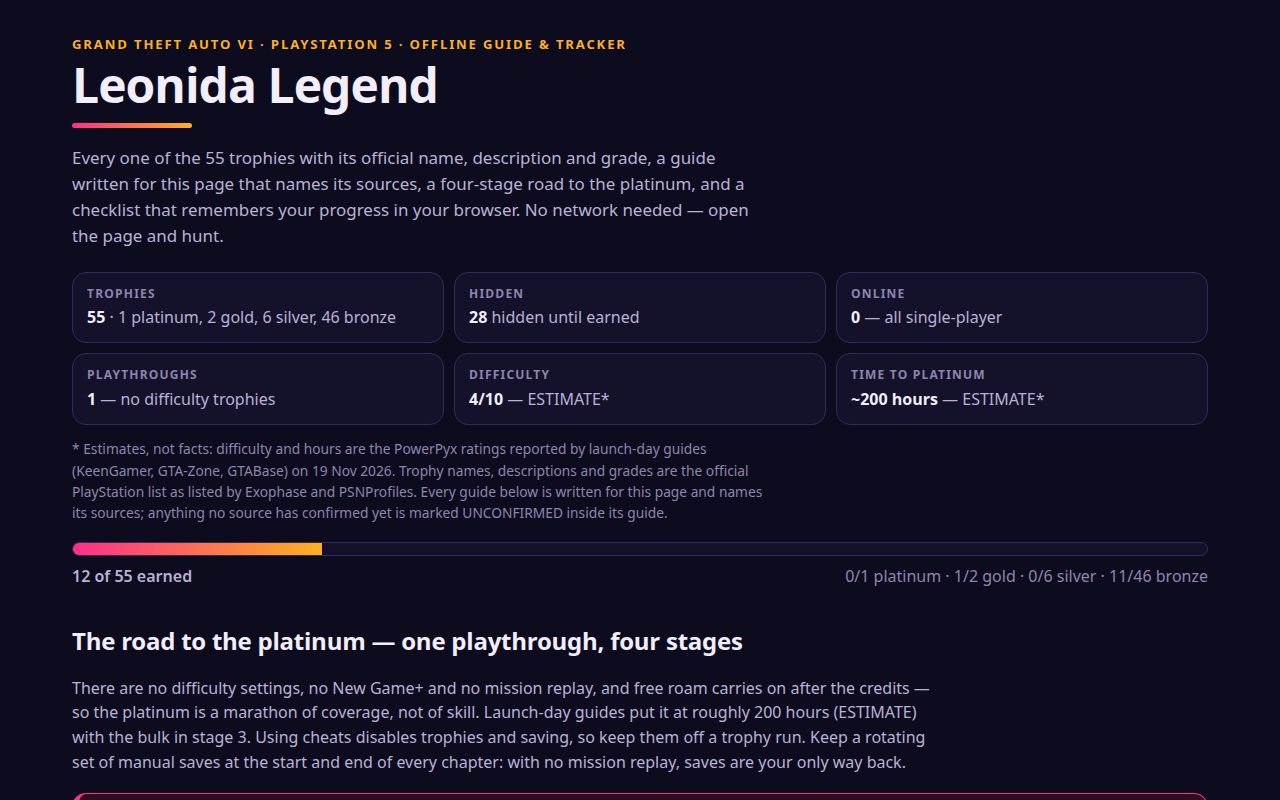 GRAND THEFT AUTO VI · PLAYSTATION 5 · OFFLINE GUIDE & TRACKER
Leonida Legend
Every one of the 55 trophies with its official name, description and grade, a guide
written for this page that names its sources, a four-stage road to the platinum, and a
checklist that remembers your progress in your browser. No network needed — open
the page and hunt.
TROPHIES
55 · 1 platinum, 2 gold, 6 silver, 46 bronze
HIDDEN
28 hidden until earned
ONLINE
0 — all single-player
PLAYTHROUGHS
1 — no difficulty trophies
DIFFICULTY
4/10 — ESTIMATE*
TIME TO PLATINUM
~200 hours — ESTIMATE*
* Estimates, not facts: difficulty and hours are the PowerPyx ratings reported by launch-day guides
(KeenGamer, GTA-Zone, GTABase) on 19 Nov 2026. Trophy names, descriptions and grades are the official
PlayStation list as listed by Exophase and PSNProfiles. Every guide below is written for this page and names
its sources; anything no source has confirmed yet is marked UNCONFIRMED inside its guide.
12 of 55 earned
0/1 platinum · 1/2 gold · 0/6 silver · 11/46 bronze
The road to the platinum — one playthrough, four stages
There are no difficulty settings, no New Game+ and no mission replay, and free roam carries on after the credits —
so the platinum is a marathon of coverage, not of skill. Launch-day guides put it at roughly 200 hours (ESTIMATE)
with the bulk in stage 3. Using cheats disables trophies and saving, so keep them off a trophy run. Keep a rotating
set of manual saves at the start and end of every chapter: with no mission replay, saves are your only way back.